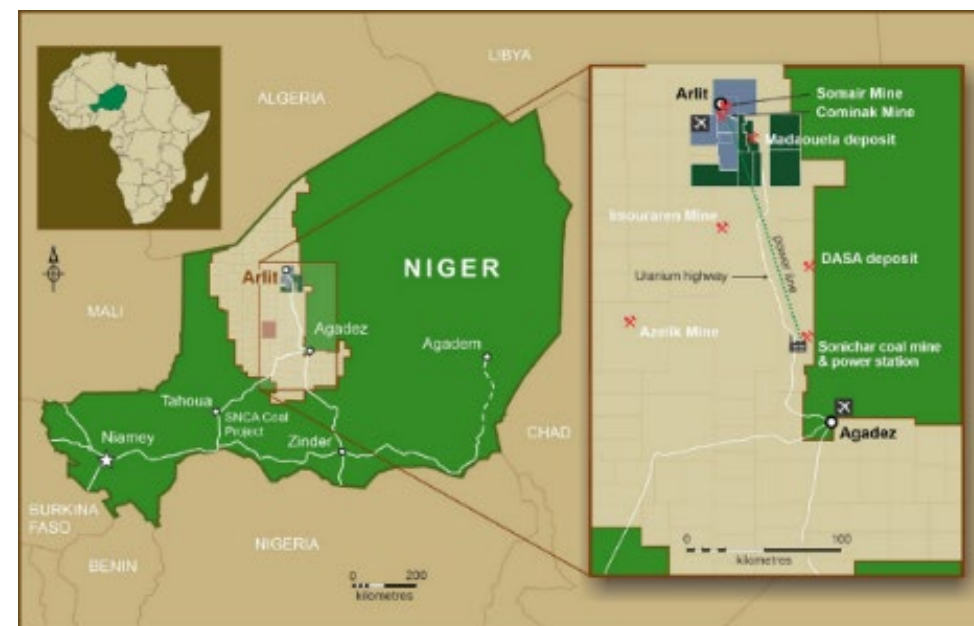 LIBYA
ALGERIA
MALI
NIGER
Arlit
Agadez
Agadem
Tahoua
SNCA Coal
Project
Zinder
Niamey
CHAD
BURKINA
FASO
BENIN
NIGERIA
0 200
kilometres
Arlit
Somair Mine
Cominak Mine
Madaouela deposit
Imouraren Mine
DASA deposit
power line
Uranium highway
Azelik Mine
Sonichar coal mine
& power station
Agadez
0 100
kilometres